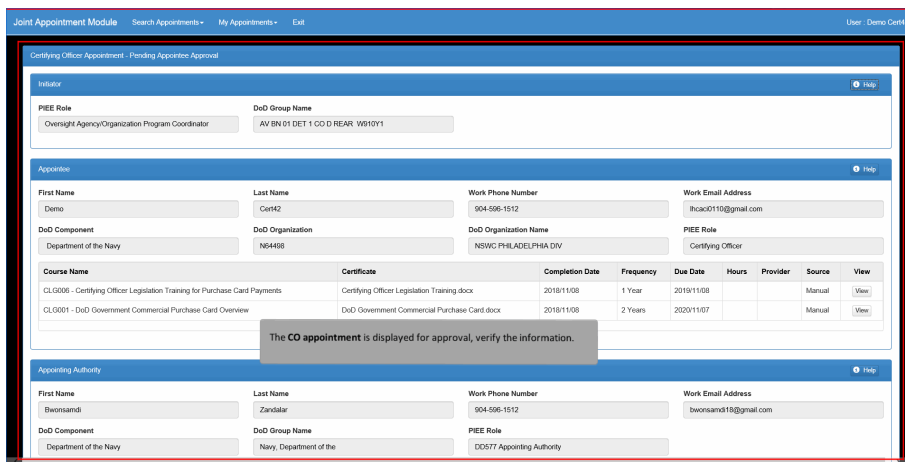 Joint Appointment Module Search Appointments My Appointments Exit User : Demo Cert4
Certifying Officer Appointment - Pending Appointee Approval
Initiator Help
PIEE Role DoD Group Name
Oversight Agency/Organization Program Coordinator AV BN 01 DET 1 CO D REAR W910Y1
Appointee Help
First Name Last Name Work Phone Number Work Email Address
Demo Cert42 904-596-1512 lhcaci0110@gmail.com
DoD Component DoD Organization DoD Organization Name PIEE Role
Department of the Navy N64498 NSWC PHILADELPHIA DIV Certifying Officer
Course Name Certificate Completion Date Frequency Due Date Hours Provider Source View
CLG006 - Certifying Officer Legislation Training for Purchase Card Payments Certifying Officer Legislation Training.docx 2018/11/08 1 Year 2019/11/08 Manual View
CLG001 - DoD Government Commercial Purchase Card Overview DoD Government Commercial Purchase Card.docx 2018/11/08 2 Years 2020/11/07 Manual View
The CO appointment is displayed for approval, verify the information.
Appointing Authority Help
First Name Last Name Work Phone Number Work Email Address
Bwonsamdi Zandalar 904-596-1512 bwonsamdi18@gmail.com
DoD Component DoD Group Name PIEE Role
Department of the Navy Navy, Department of the DD577 Appointing Authority